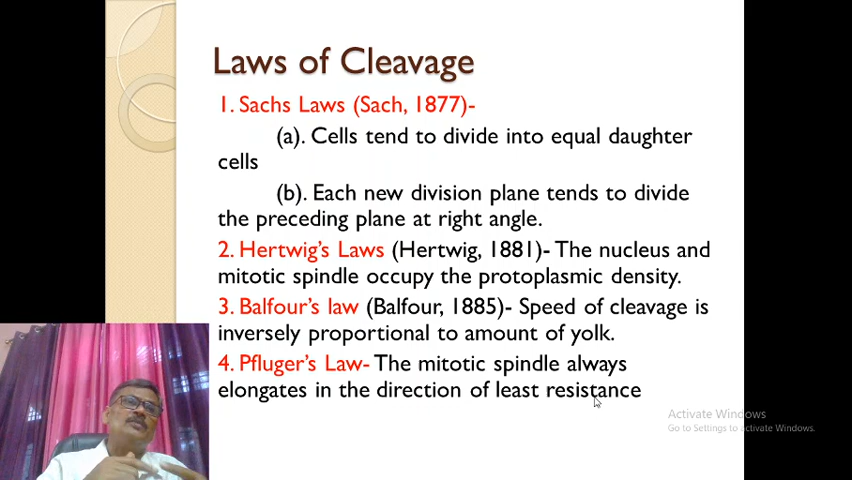 Laws of Cleavage
1. Sachs Laws (Sach, 1877)-
(a). Cells tend to divide into equal daughter
cells
(b). Each new division plane tends to divide
the preceding plane at right angle.
2. Hertwig's Laws (Hertwig, 1881)- The nucleus and
mitotic spindle occupy the protoplasmic density.
3. Balfour's law (Balfour, 1885)- Speed of cleavage is
inversely proportional to amount of yolk.
4. Pfluger's Law- The mitotic spindle always
elongates in the direction of least resistance
Activate Windows
Go to Settings to activate Windows.